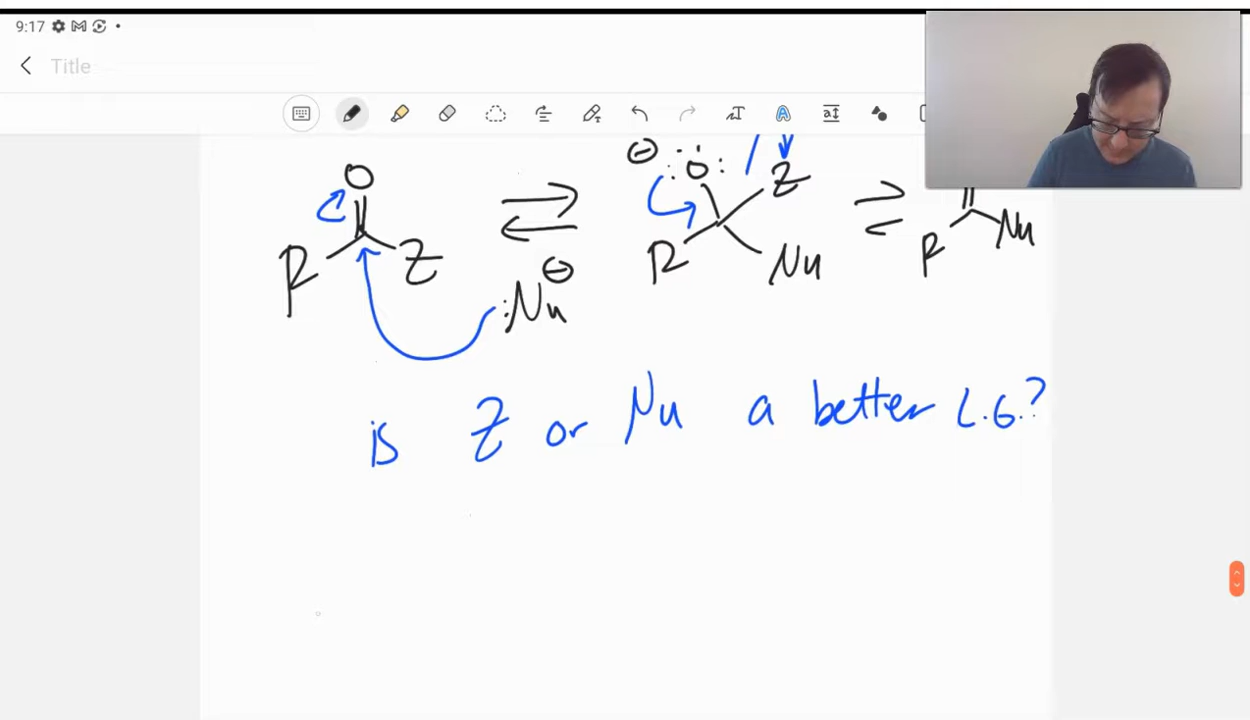 9:17
Title
O
⊖ :O: Z
R Z
⊖
:Nu
R Nu
R Nu
is Z or Nu a better L.G.?